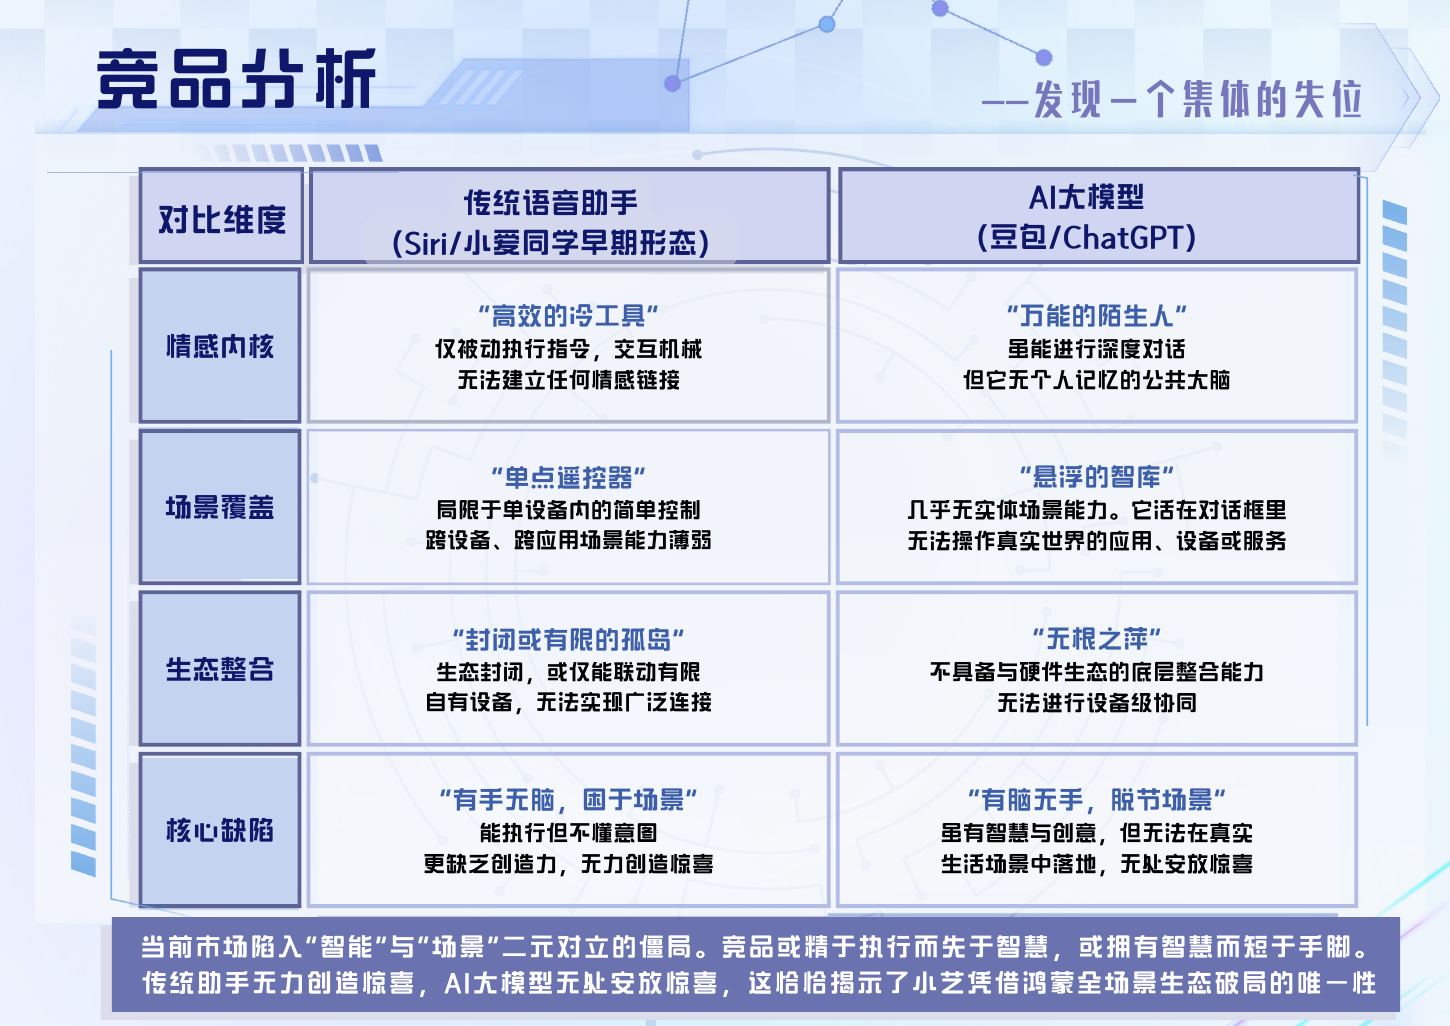 竞品分析
——发现一个集体的失位
对比维度
传统语音助手
（Siri/小爱同学早期形态）
AI大模型
（豆包/ChatGPT）
情感内核
"高效的冷工具"
仅被动执行指令，交互机械
无法建立任何情感链接
"万能的陌生人"
虽能进行深度对话
但它无个人记忆的公共大脑
场景覆盖
"单点遥控器"
局限于单设备内的简单控制
跨设备、跨应用场景能力薄弱
"悬浮的智库"
几乎无实体场景能力。它活在对话框里
无法操作真实世界的应用、设备或服务
生态整合
"封闭或有限的孤岛"
生态封闭，或仅能联动有限
自有设备，无法实现广泛连接
"无根之萍"
不具备与硬件生态的底层整合能力
无法进行设备级协同
核心缺陷
"有手无脑，困于场景"
能执行但不懂意图
更缺乏创造力，无力创造惊喜
"有脑无手，脱节场景"
虽有智慧与创意，但无法在真实
生活场景中落地，无处安放惊喜
当前市场陷入"智能"与"场景"二元对立的僵局。竞品或精于执行而失于智慧，或拥有智慧而短于手脚。
传统助手无力创造惊喜，AI大模型无处安放惊喜，这恰恰揭示了小艺凭借鸿蒙全场景生态破局的唯一性